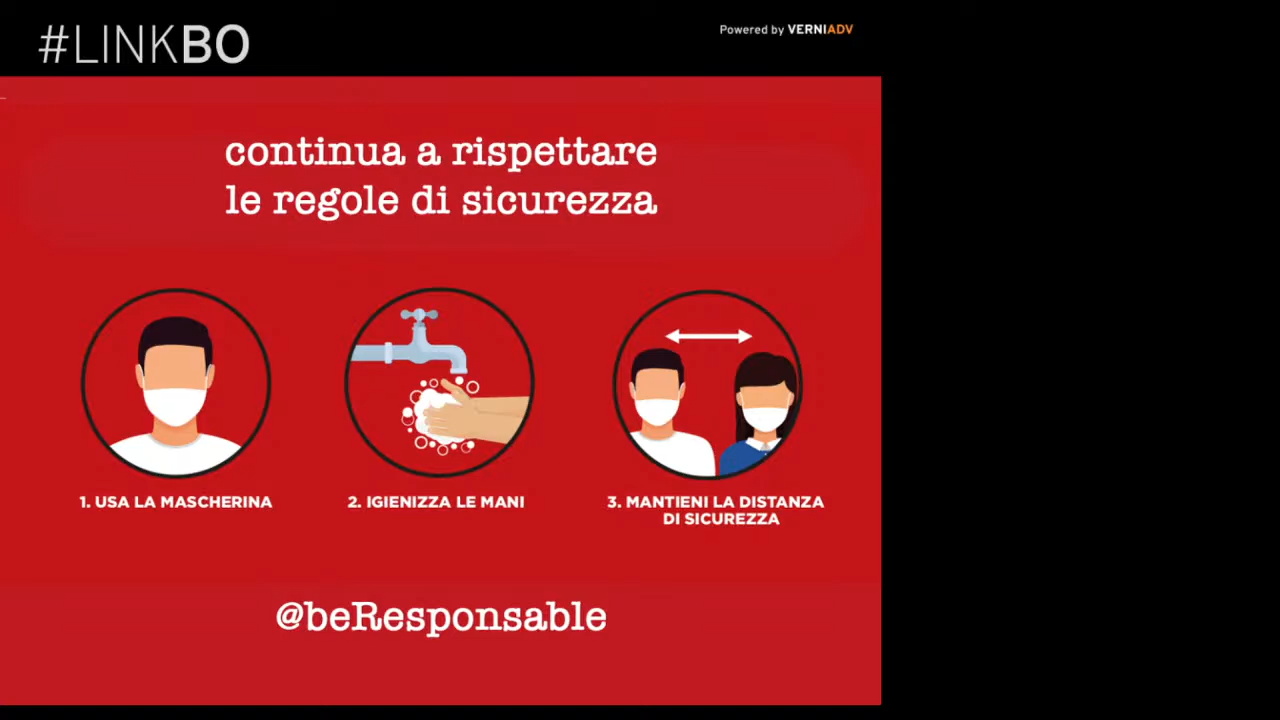 #LINKBO
Powered by VERNIADV
continua a rispettare
le regole di sicurezza
1. USA LA MASCHERINA
2. IGIENIZZA LE MANI
3. MANTIENI LA DISTANZA
DI SICUREZZA
@beResponsable